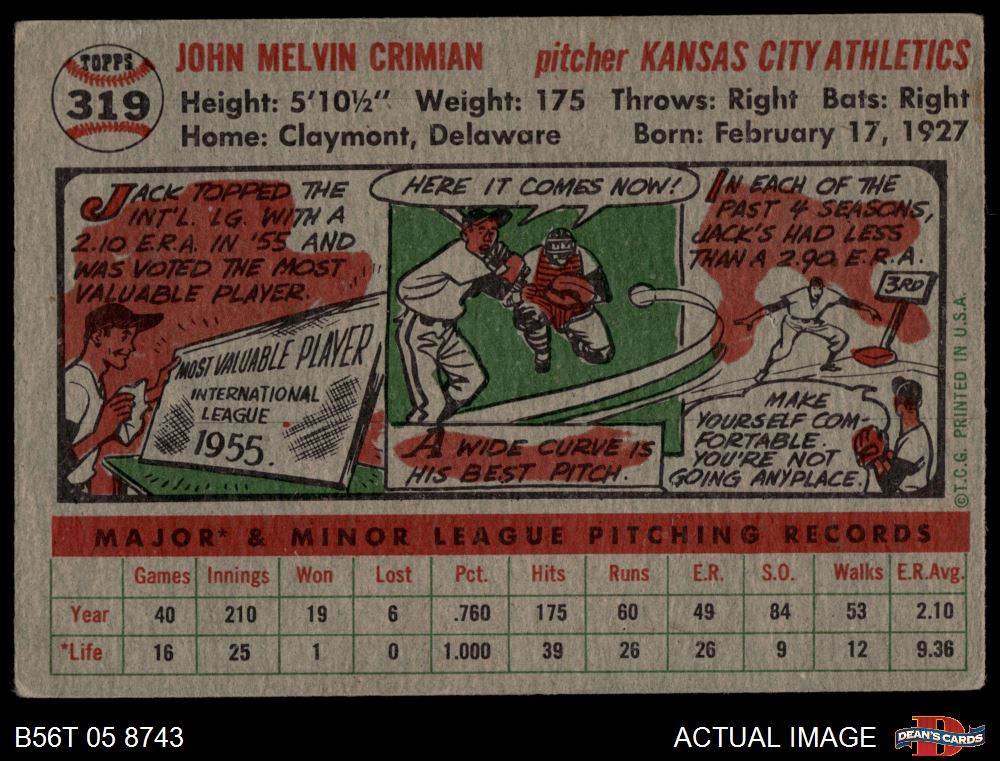 TOPPS
319
JOHN MELVIN CRIMIAN pitcher KANSAS CITY ATHLETICS
Height: 5'10½" Weight: 175 Throws: Right Bats: Right
Home: Claymont, Delaware Born: February 17, 1927
JACK TOPPED THE
INT'L. LG. WITH A
2.10 E.R.A. IN '55 AND
WAS VOTED THE MOST
VALUABLE PLAYER.
MOST VALUABLE PLAYER
INTERNATIONAL
LEAGUE
1955.
HERE IT COMES NOW!
A WIDE CURVE IS
HIS BEST PITCH.
IN EACH OF THE
PAST 4 SEASONS,
JACK'S HAD LESS
THAN A 2.90 E.R.A.
3RD
MAKE
YOURSELF COM-
FORTABLE.
YOU'RE NOT
GOING ANYPLACE.
©T.C.G. PRINTED IN U.S.A.
MAJOR* & MINOR LEAGUE PITCHING RECORDS
Games Innings Won Lost Pct. Hits Runs E.R. S.O. Walks E.R.Avg.
Year 40 210 19 6 .760 175 60 49 84 53 2.10
*Life 16 25 1 0 1.000 39 26 26 9 12 9.36
B56T 05 8743
ACTUAL IMAGE
D
DEAN'S CARDS